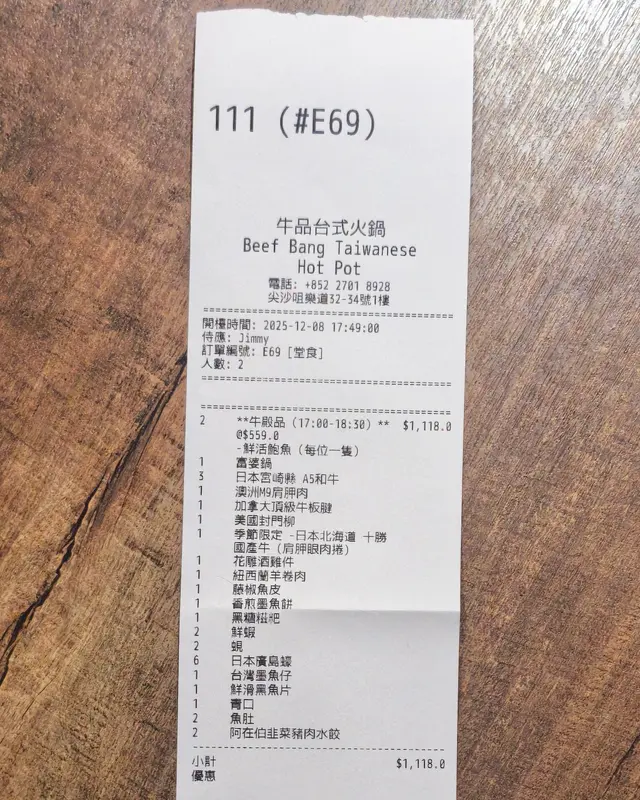 111 (#E69)
牛品台式火鍋
Beef Bang Taiwanese
Hot Pot
電話: +852 2701 8928
尖沙咀樂道32-34號1樓
開檯時間: 2025-12-08 17:49:00
侍應: Jimmy
訂單編號: E69 [堂食]
人數: 2
2 **牛殿品 (17:00-18:30) ** $1,118.0
@$559.0
-鮮活鮑魚 (每位一隻)
1 富婆鍋
3 日本宮崎縣 A5和牛
1 澳洲M9肩胛肉
1 加拿大頂級牛板腱
1 美國封門柳
1 季節限定 -日本北海道 十勝
國產牛 (肩胛眼肉捲)
1 花雕酒雞件
1 紐西蘭羊卷肉
1 藤椒魚皮
1 香煎墨魚餅
1 黑糖糍粑
2 鮮蝦
2 蜆
6 日本廣島蠔
1 台灣墨魚仔
1 鮮滑黑魚片
1 青口
2 魚肚
2 阿在伯韭菜豬肉水餃
小計 $1,118.0
優惠